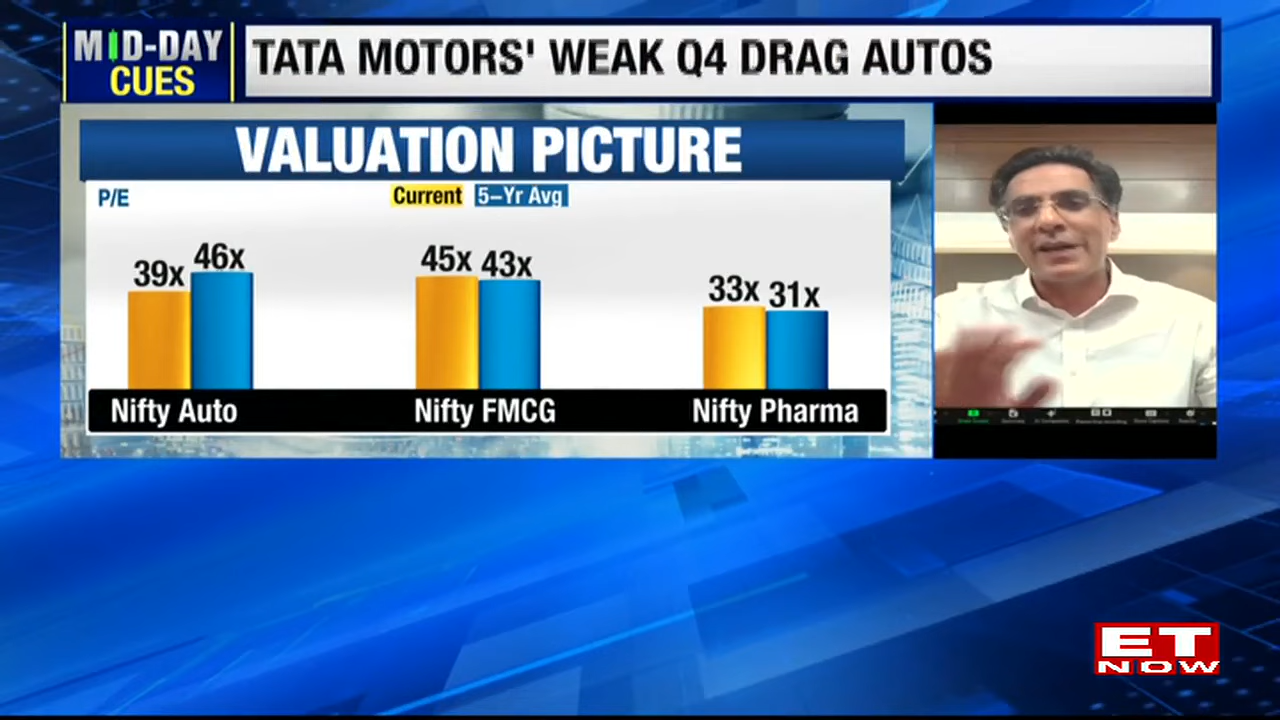 MID-DAY
CUES
TATA MOTORS' WEAK Q4 DRAG AUTOS
VALUATION PICTURE
P/E
Current 5-Yr Avg
39x 46x
45x 43x
33x 31x
Nifty Auto
Nifty FMCG
Nifty Pharma
ET
NOW